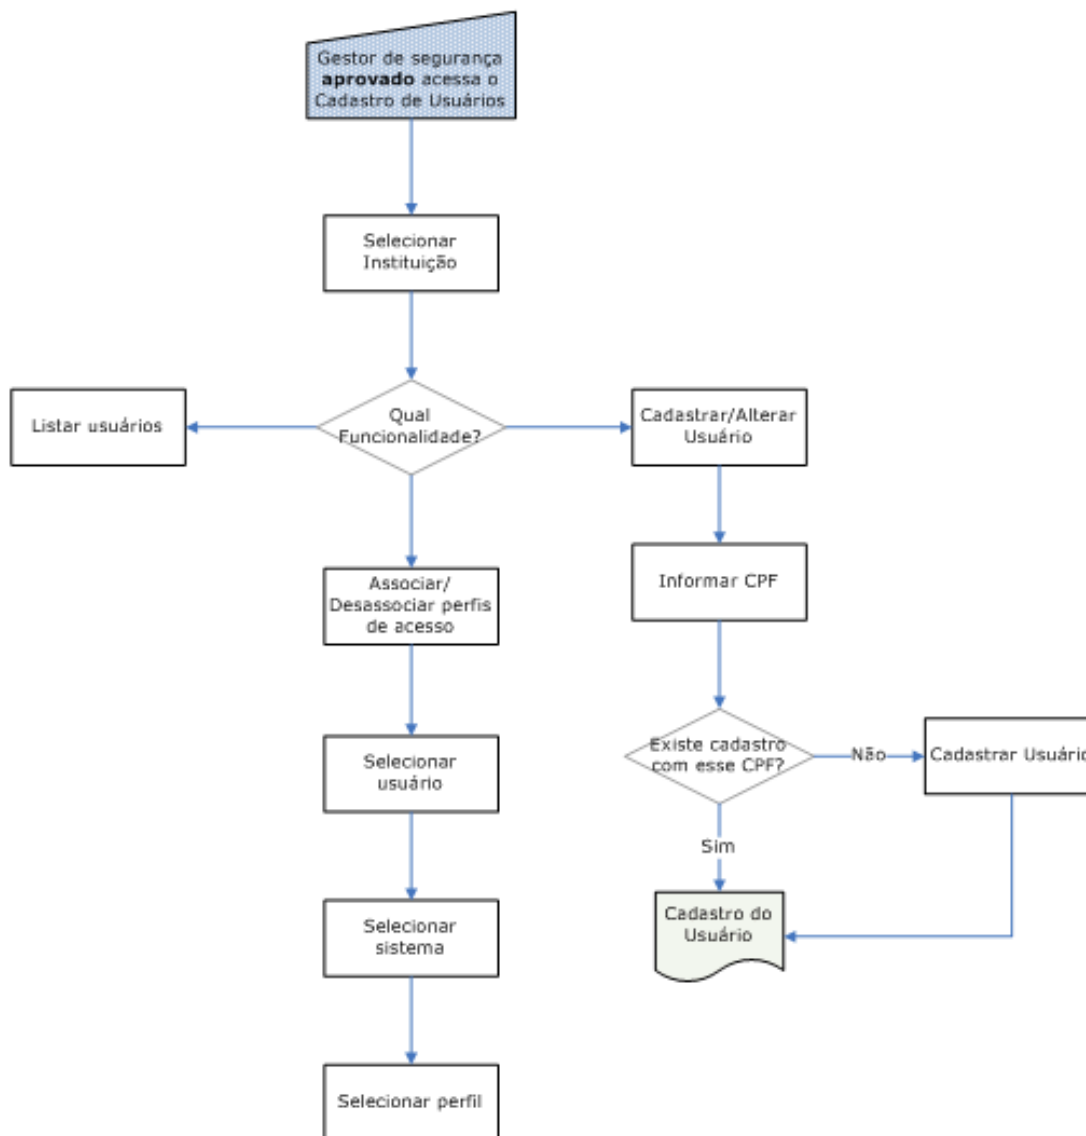 Gestor de segurança
aprovado acessa o
Cadastro de Usuários
Selecionar
Instituição
Listar usuários
Qual
Funcionalidade?
Cadastrar/Alterar
Usuário
Associar/
Desassociar perfis
de acesso
Informar CPF
Selecionar
usuário
Existe cadastro
com esse CPF?
Não
Cadastrar Usuário
Sim
Selecionar
sistema
Cadastro do
Usuário
Selecionar perfil